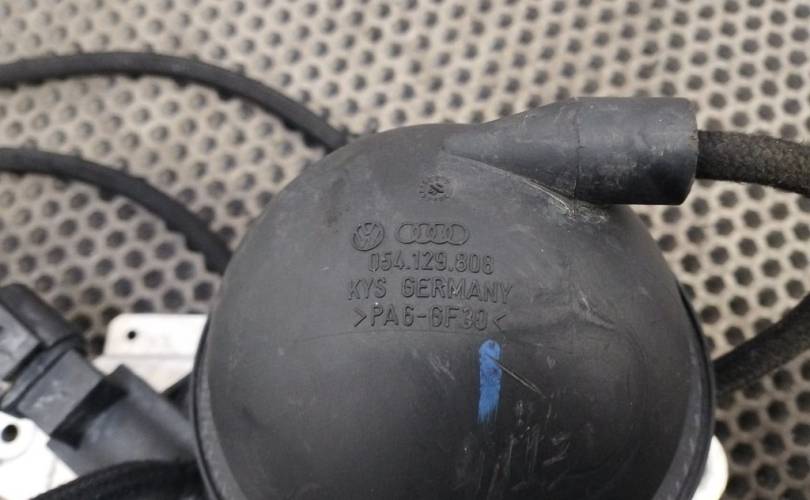 054.129.808
KYS GERMANY
>PA6-GF30<